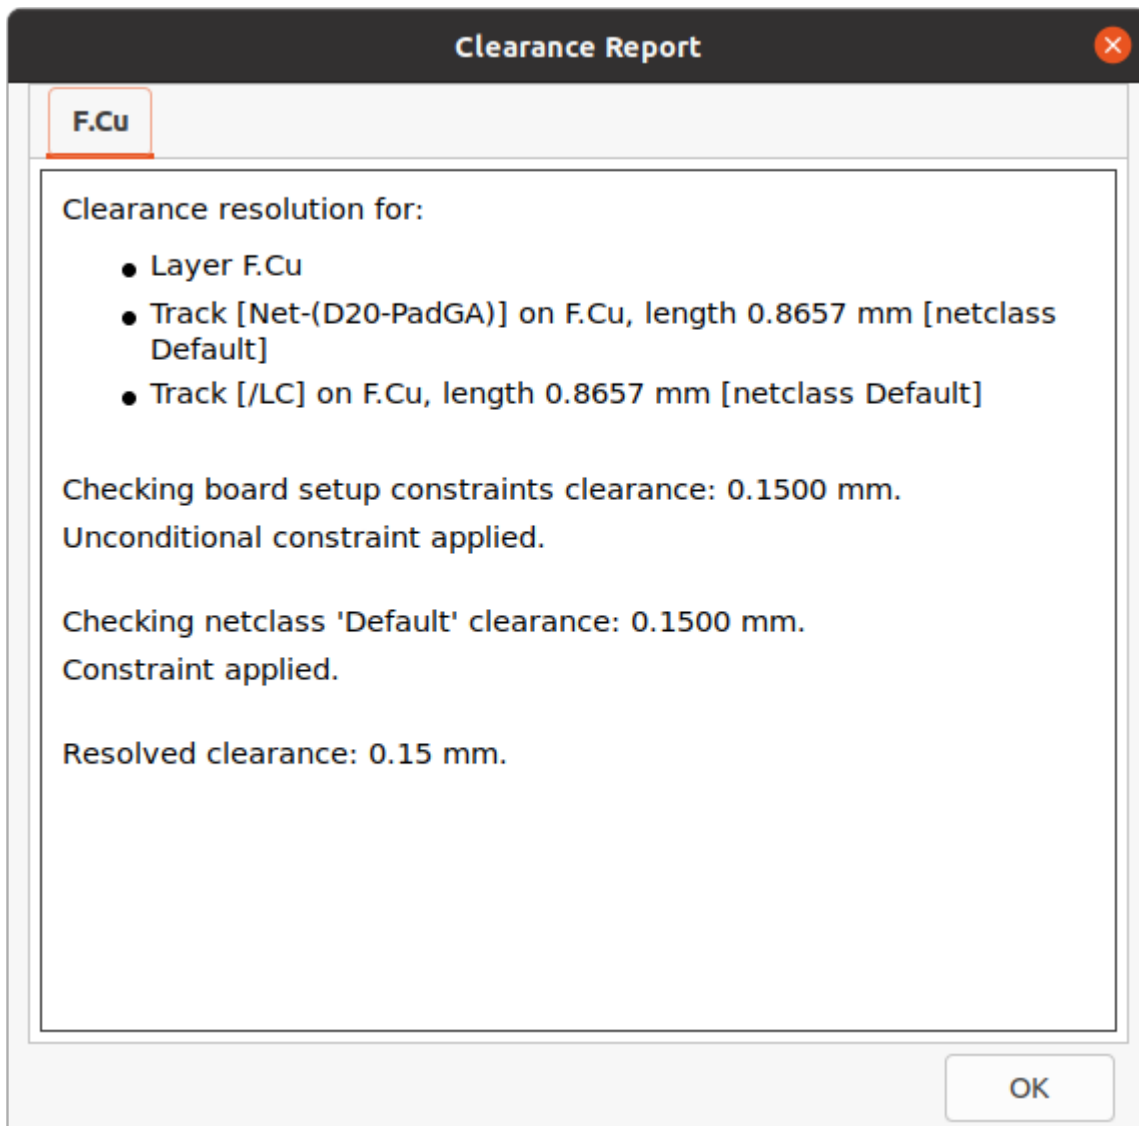 Clearance Report
F.Cu
Clearance resolution for:
● Layer F.Cu
● Track [Net-(D20-PadGA)] on F.Cu, length 0.8657 mm [netclass
Default]
● Track [/LC] on F.Cu, length 0.8657 mm [netclass Default]
Checking board setup constraints clearance: 0.1500 mm.
Unconditional constraint applied.
Checking netclass 'Default' clearance: 0.1500 mm.
Constraint applied.
Resolved clearance: 0.15 mm.
OK